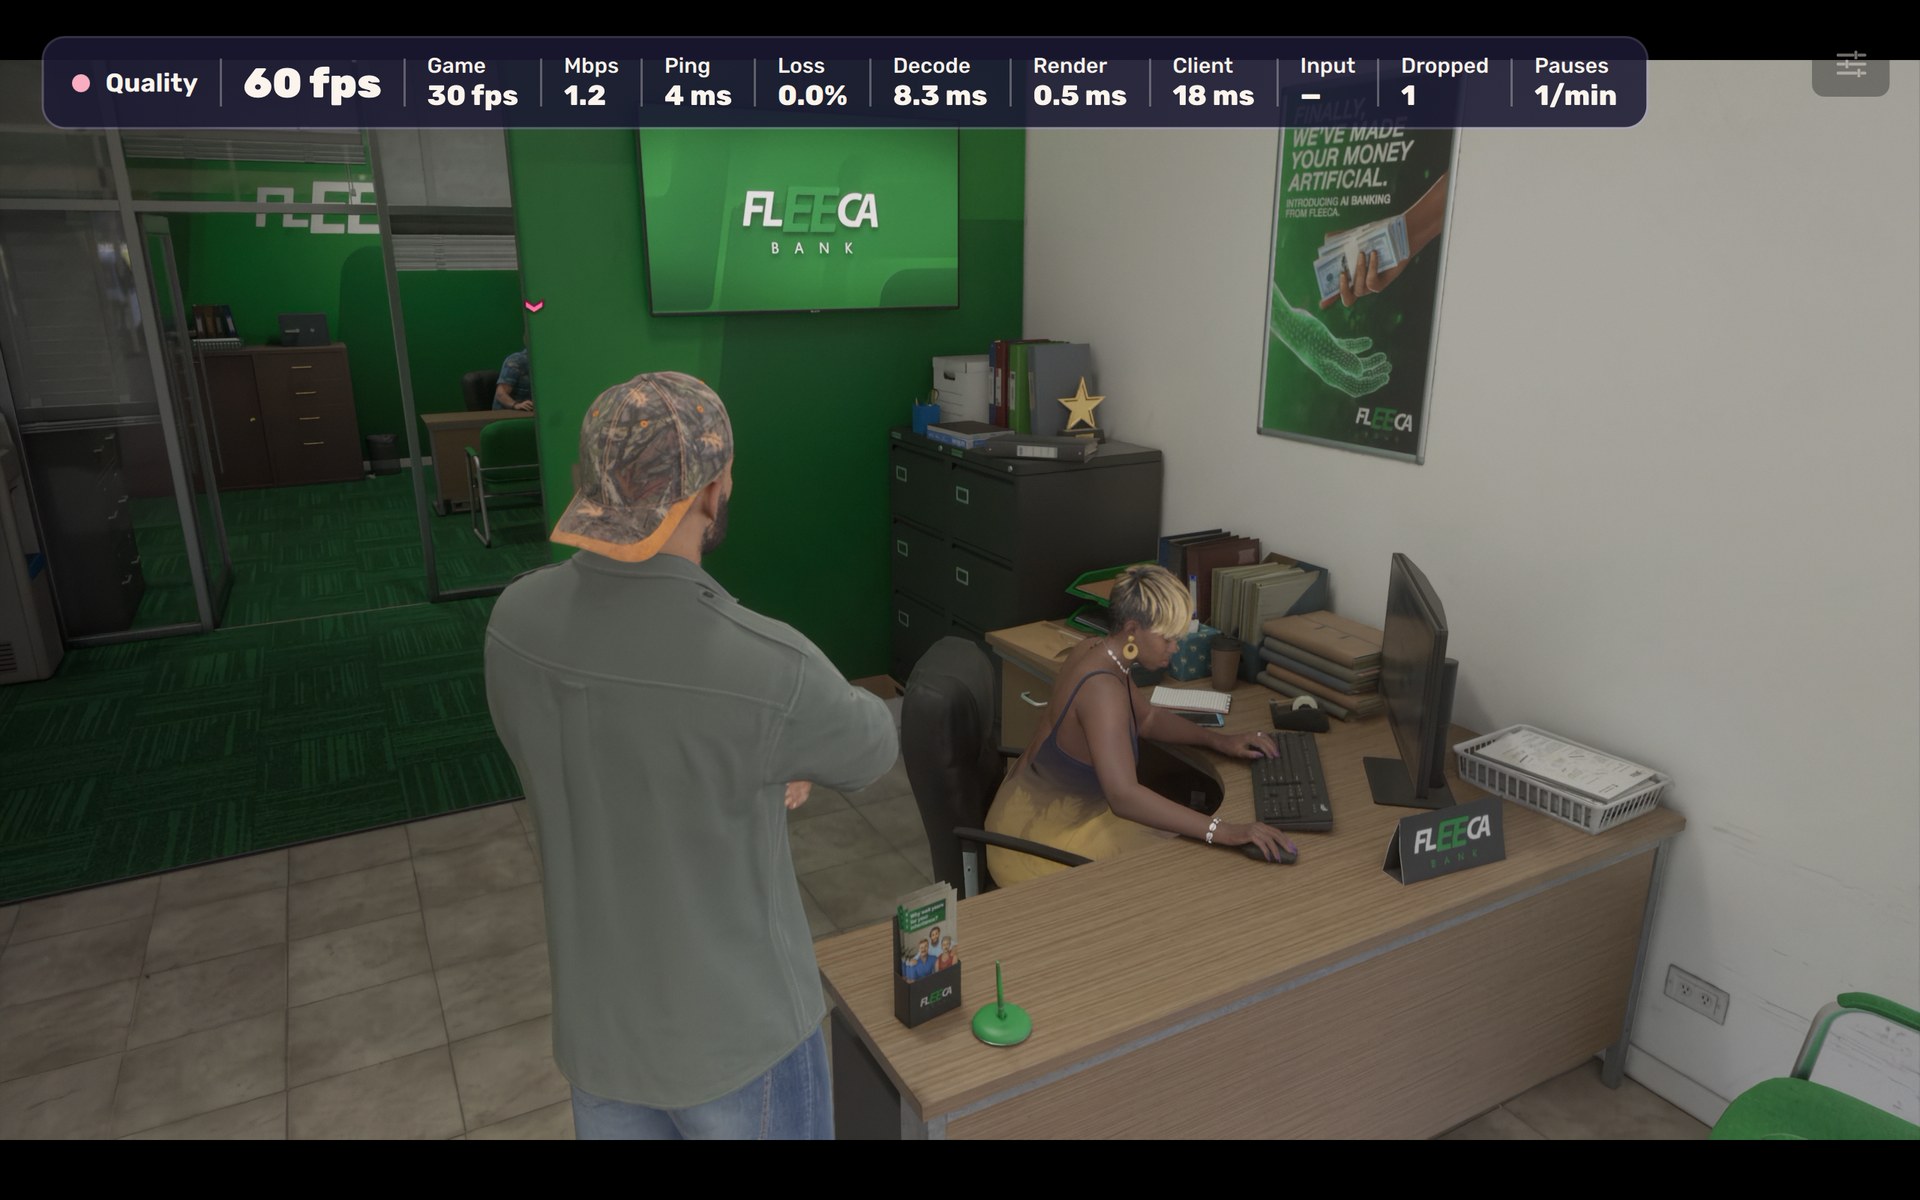 Quality
60 fps
Game
30 fps
Mbps
1.2
Ping
4 ms
Loss
0.0%
Decode
8.3 ms
Render
0.5 ms
Client
18 ms
Input
–
Dropped
1
Pauses
1/min
FLEE
FLEECA
BANK
FINALLY,
WE'VE MADE
YOUR MONEY
ARTIFICIAL.
INTRODUCING AI BANKING
FROM FLEECA.
FLEECA
FLEECA
BANK
FLEECA